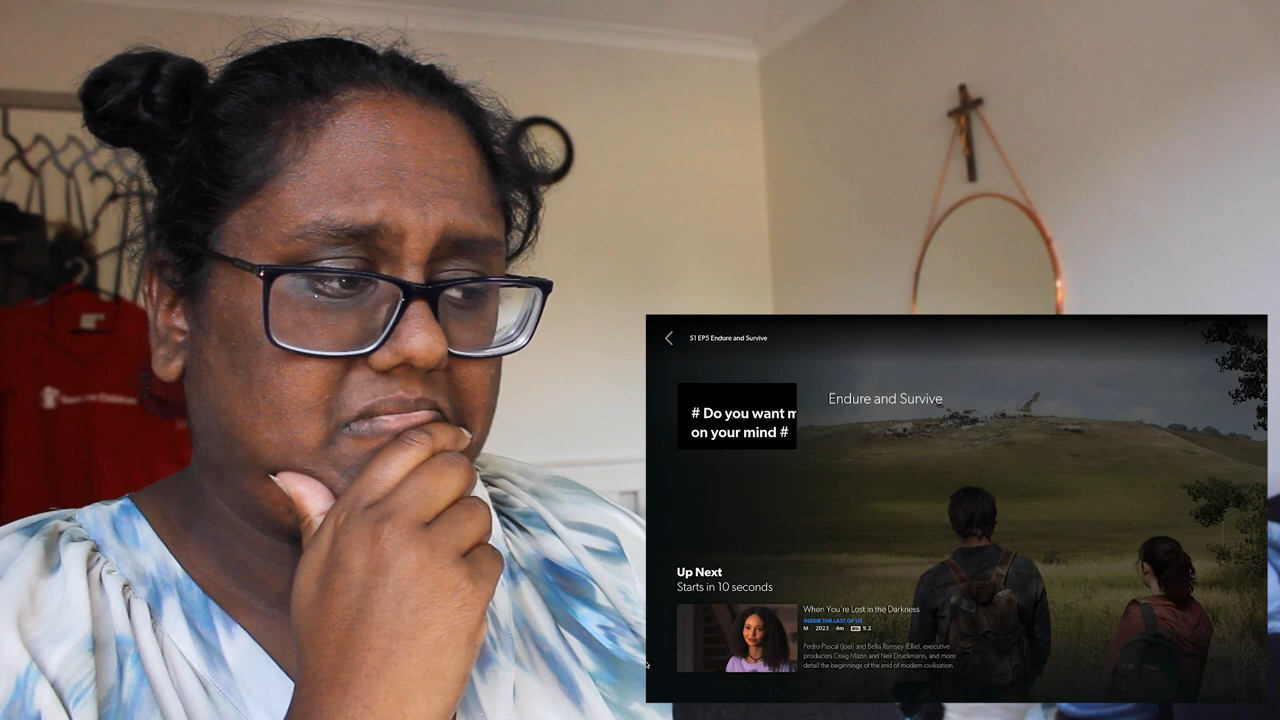 S1 EP5 Endure and Survive
# Do you want m
on your mind #
Endure and Survive
Up Next
Starts in 10 seconds
When You're Lost in the Darkness
INSIDE THE LAST OF US
M 2023 4m 9.2
Pedro Pascal (Joel) and Bella Ramsey (Ellie), executive
producers Craig Mazin and Neil Druckmann, and more
detail the beginnings of the end of modern civilisation.